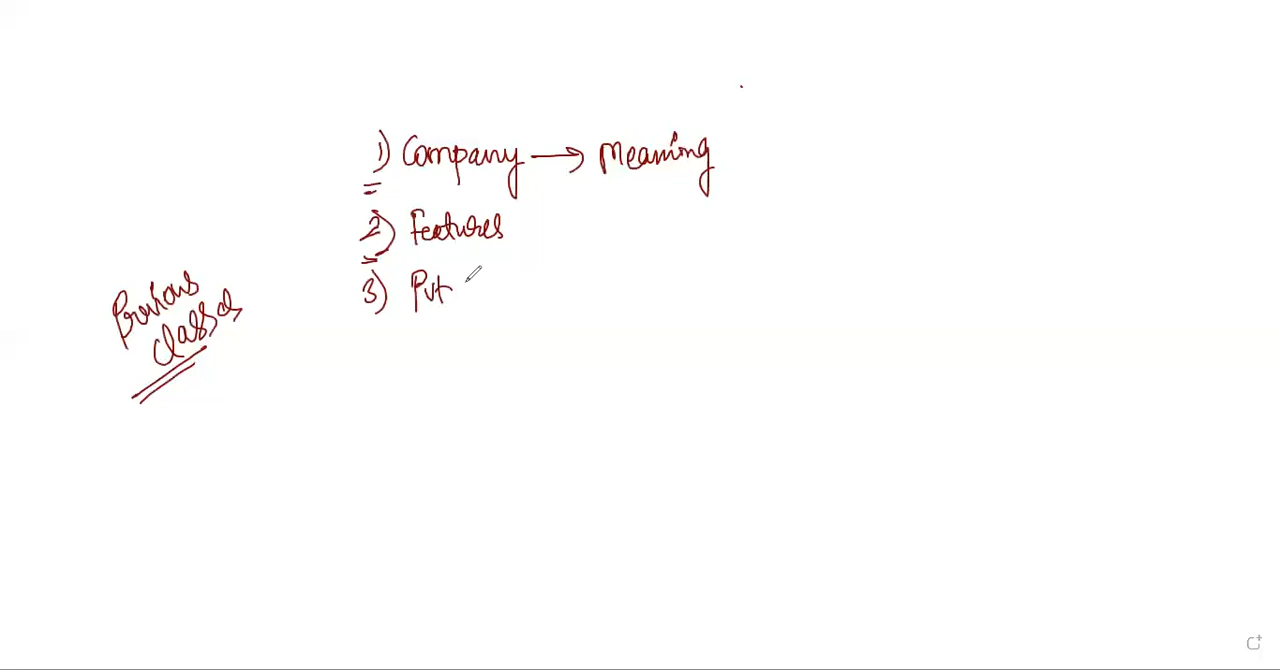 1) Company → Meaning
2) Features
3) Pvt
Previous
classes